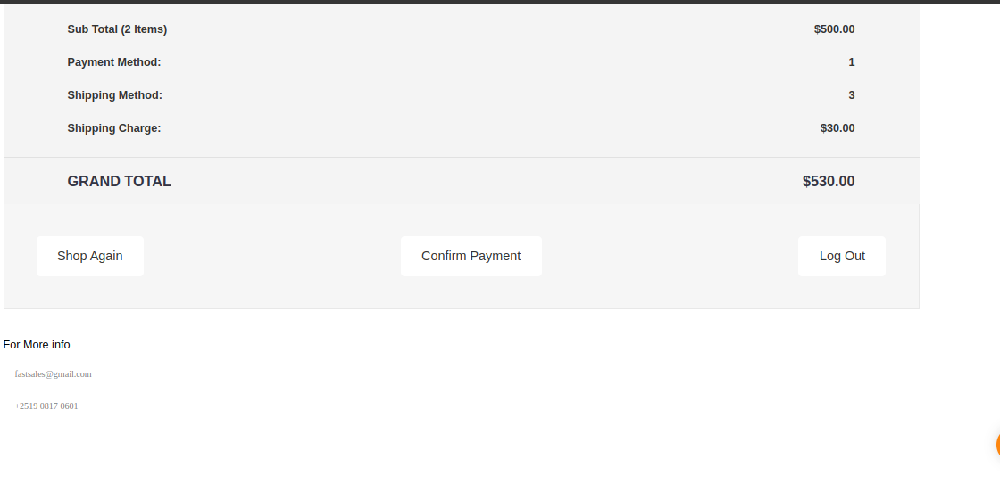 Sub Total (2 Items) $500.00
Payment Method: 1
Shipping Method: 3
Shipping Charge: $30.00
GRAND TOTAL $530.00
Shop Again Confirm Payment Log Out
For More info
fastsales@gmail.com
+2519 0817 0601